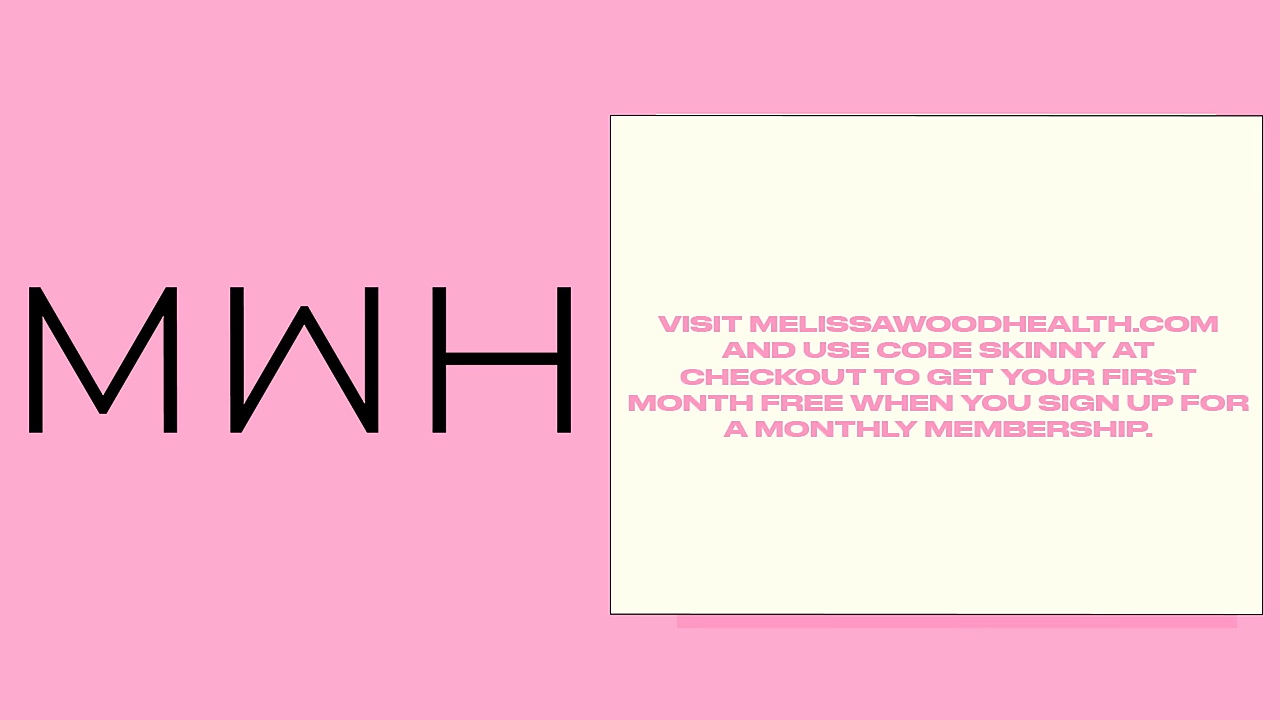 MWH
VISIT MELISSAWOODHEALTH.COM
AND USE CODE SKINNY AT
CHECKOUT TO GET YOUR FIRST
MONTH FREE WHEN YOU SIGN UP FOR
A MONTHLY MEMBERSHIP.